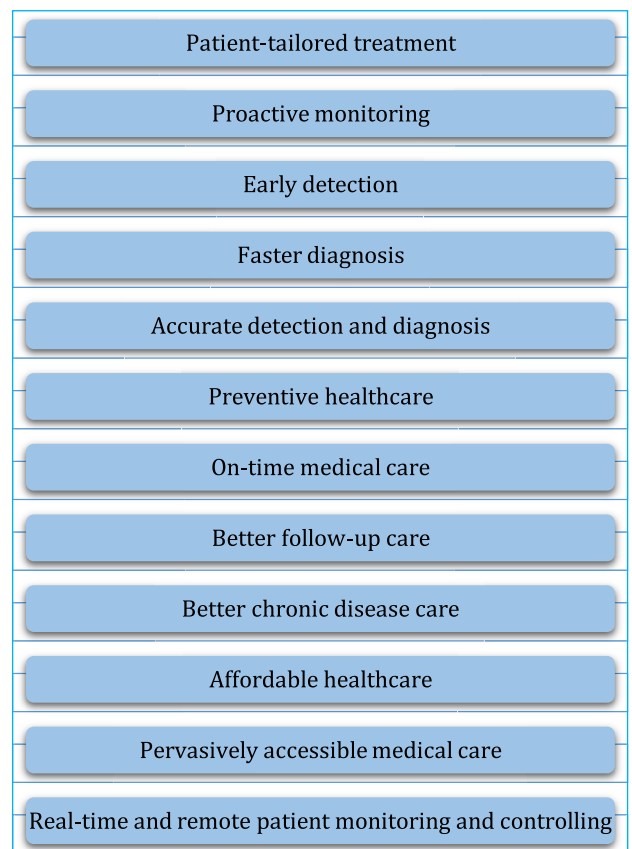 Patient-tailored treatment
Proactive monitoring
Early detection
Faster diagnosis
Accurate detection and diagnosis
Preventive healthcare
On-time medical care
Better follow-up care
Better chronic disease care
Affordable healthcare
Pervasively accessible medical care
Real-time and remote patient monitoring and controlling